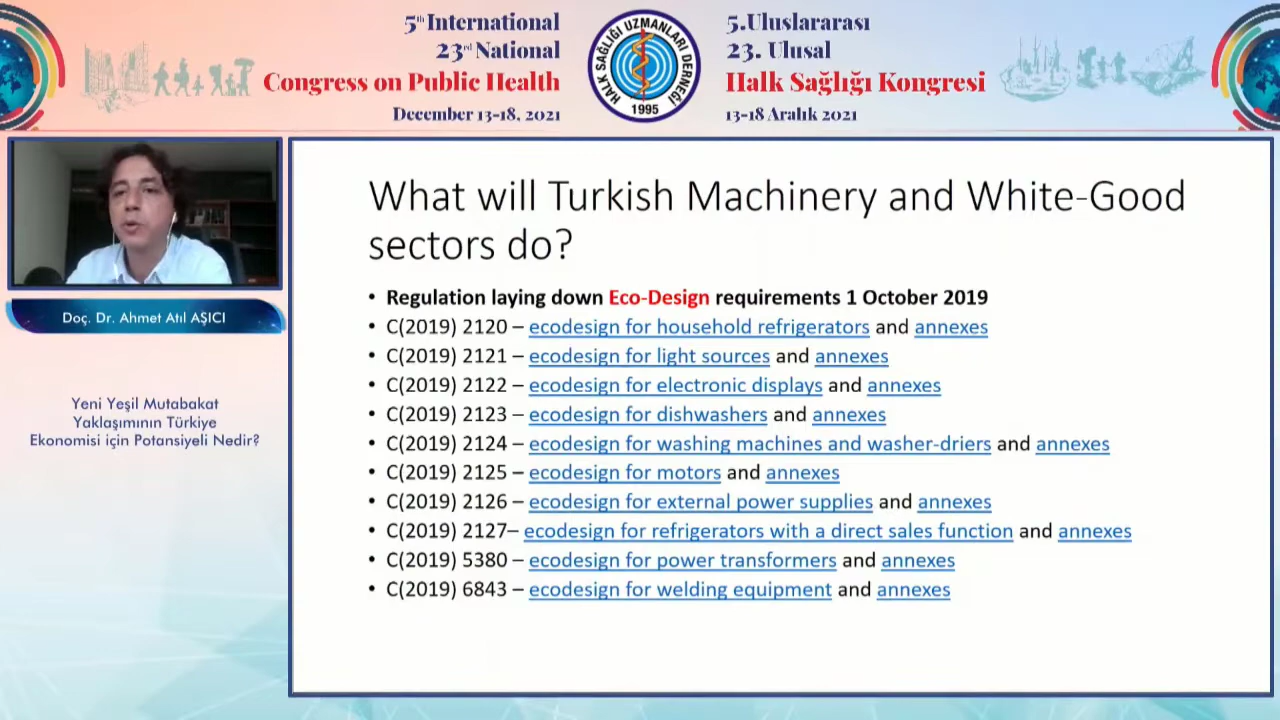 5th International
23rd National
Congress on Public Health
December 13-18, 2021
HALK SAĞLIĞI UZMANLARI DERNEĞİ
1995
5.Uluslararası
23. Ulusal
Halk Sağlığı Kongresi
13-18 Aralık 2021
Doç. Dr. Ahmet Atıl AŞICI
Yeni Yeşil Mutabakat
Yaklaşımının Türkiye
Ekonomisi için Potansiyeli Nedir?
What will Turkish Machinery and White-Good
sectors do?
• Regulation laying down Eco-Design requirements 1 October 2019
• C(2019) 2120 – ecodesign for household refrigerators and annexes
• C(2019) 2121 – ecodesign for light sources and annexes
• C(2019) 2122 – ecodesign for electronic displays and annexes
• C(2019) 2123 – ecodesign for dishwashers and annexes
• C(2019) 2124 – ecodesign for washing machines and washer-driers and annexes
• C(2019) 2125 – ecodesign for motors and annexes
• C(2019) 2126 – ecodesign for external power supplies and annexes
• C(2019) 2127– ecodesign for refrigerators with a direct sales function and annexes
• C(2019) 5380 – ecodesign for power transformers and annexes
• C(2019) 6843 – ecodesign for welding equipment and annexes